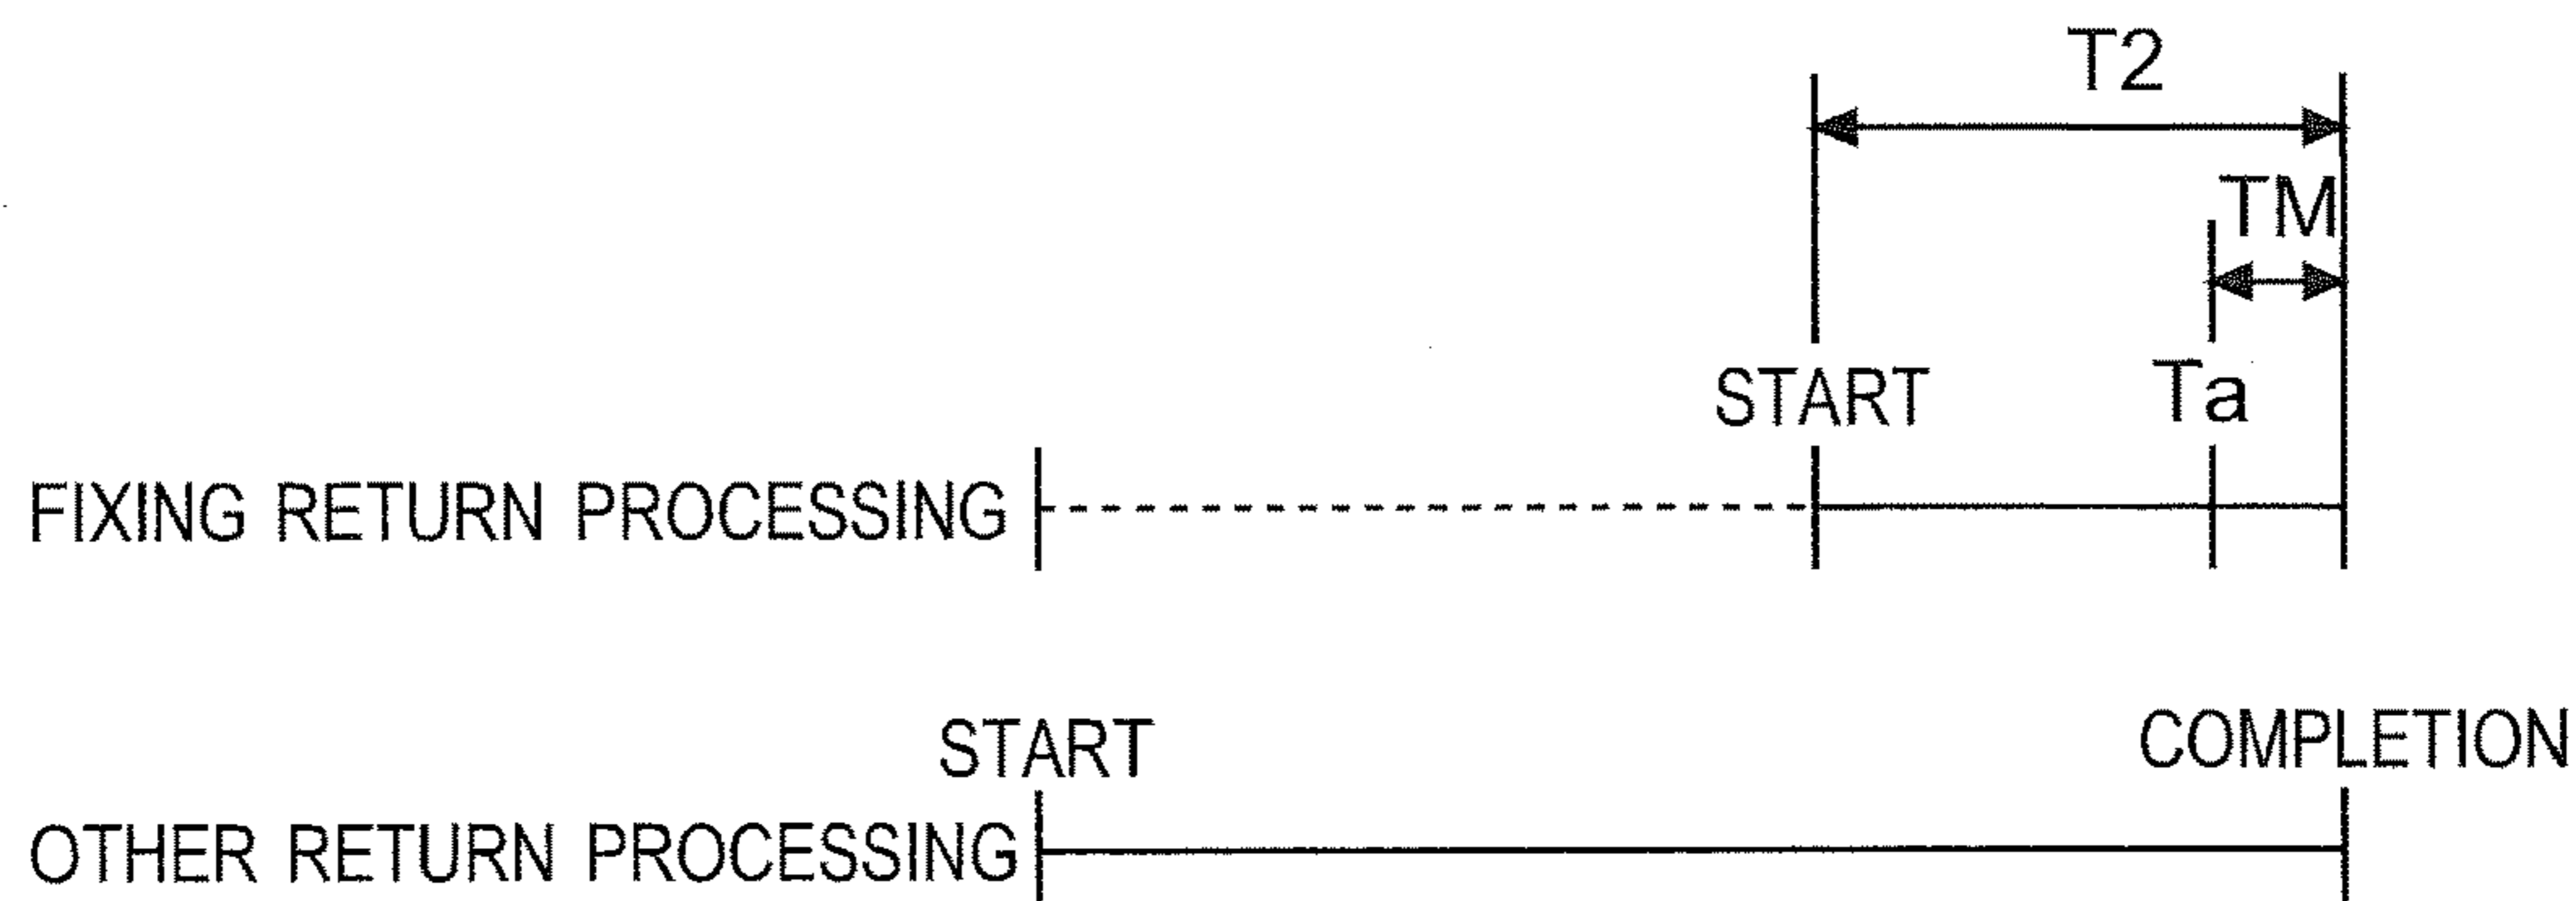 T2
TM
START Ta
FIXING RETURN PROCESSING
START COMPLETION
OTHER RETURN PROCESSING